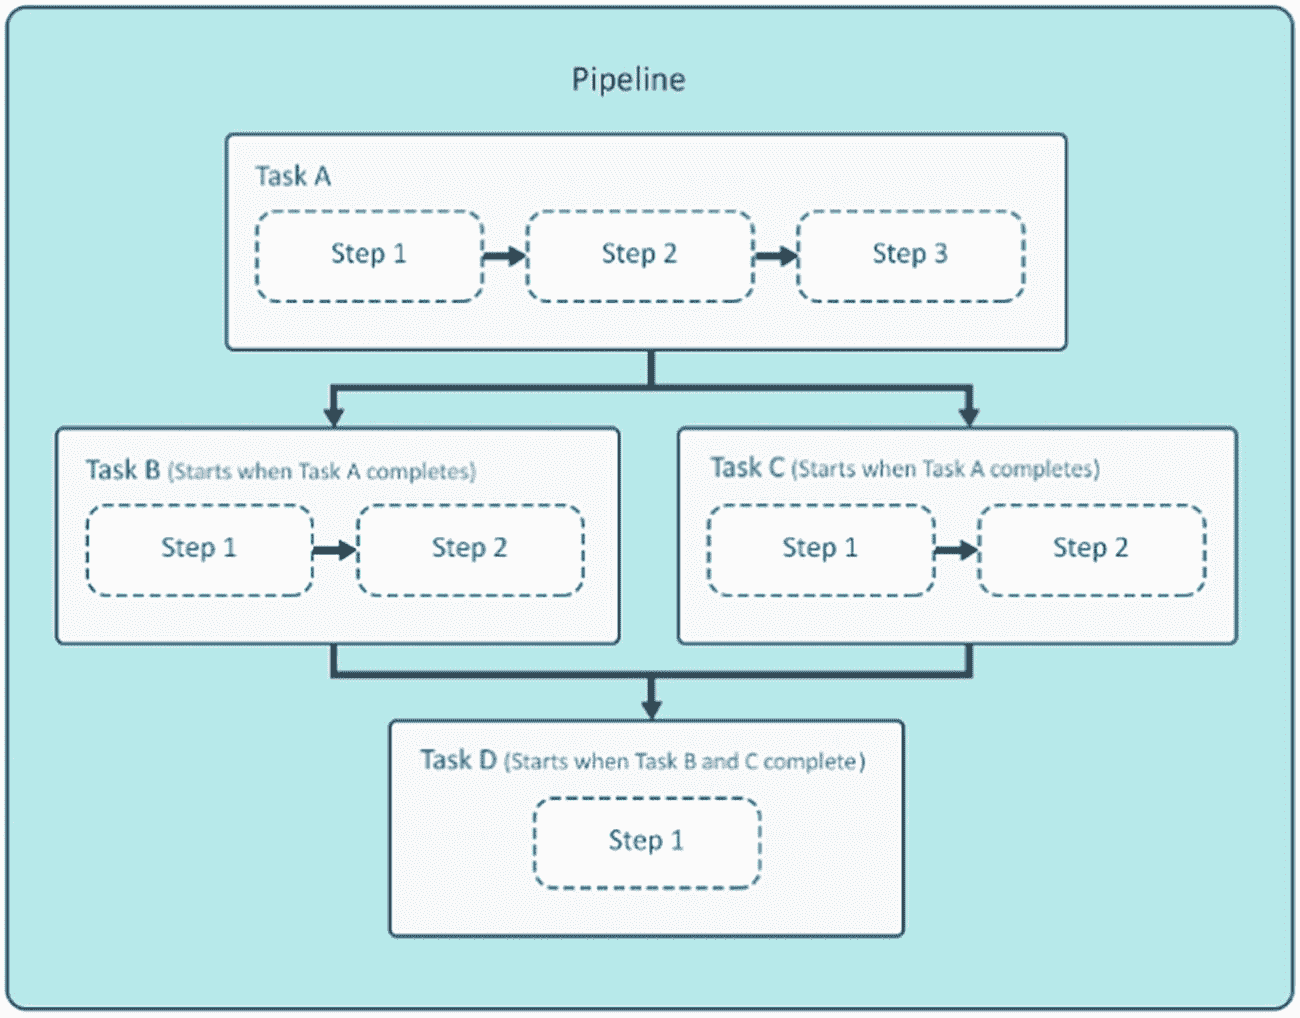 Pipeline
Task A
Step 1
Step 2
Step 3
Task B (Starts when Task A completes)
Step 1
Step 2
Task C (Starts when Task A completes)
Step 1
Step 2
Task D (Starts when Task B and C complete)
Step 1